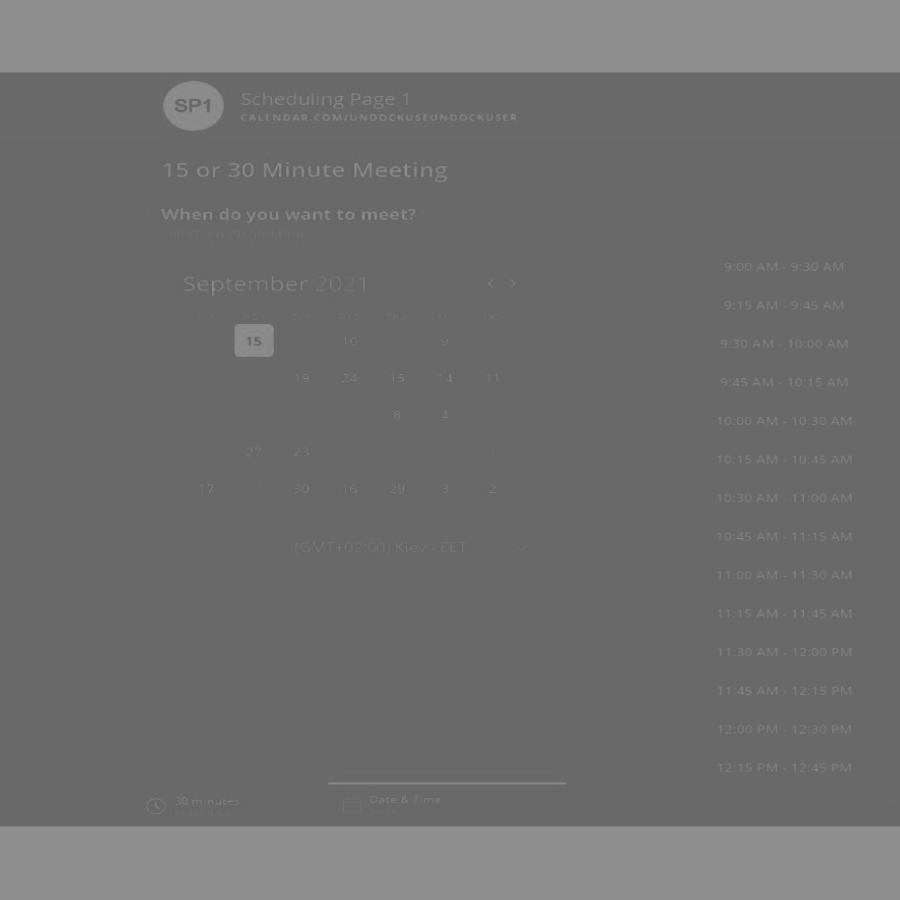 SP1
Scheduling Page 1
CALENDAR.COM/UNDOCKUSEUNDOCKUSER
15 or 30 Minute Meeting
When do you want to meet?
September 2021 < >
15 10 9
19 24 15 14 11
8 4
27 23
17 30 16 29 3 2
(GMT+02:00) Kiev - EET
9:00 AM - 9:30 AM
9:15 AM - 9:45 AM
9:30 AM - 10:00 AM
9:45 AM - 10:15 AM
10:00 AM - 10:30 AM
10:15 AM - 10:45 AM
10:30 AM - 11:00 AM
10:45 AM - 11:15 AM
11:00 AM - 11:30 AM
11:15 AM - 11:45 AM
11:30 AM - 12:00 PM
11:45 AM - 12:15 PM
12:00 PM - 12:30 PM
12:15 PM - 12:45 PM
30 minutes
Date & Time